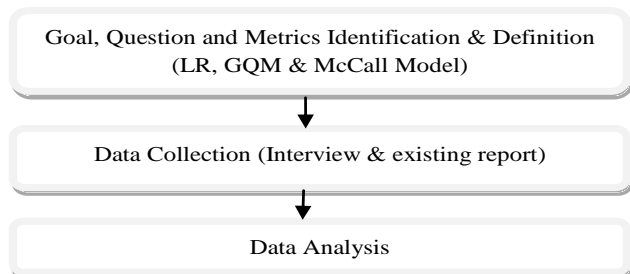 Goal, Question and Metrics Identification & Definition
(LR, GQM & McCall Model)
Data Collection (Interview & existing report)
Data Analysis